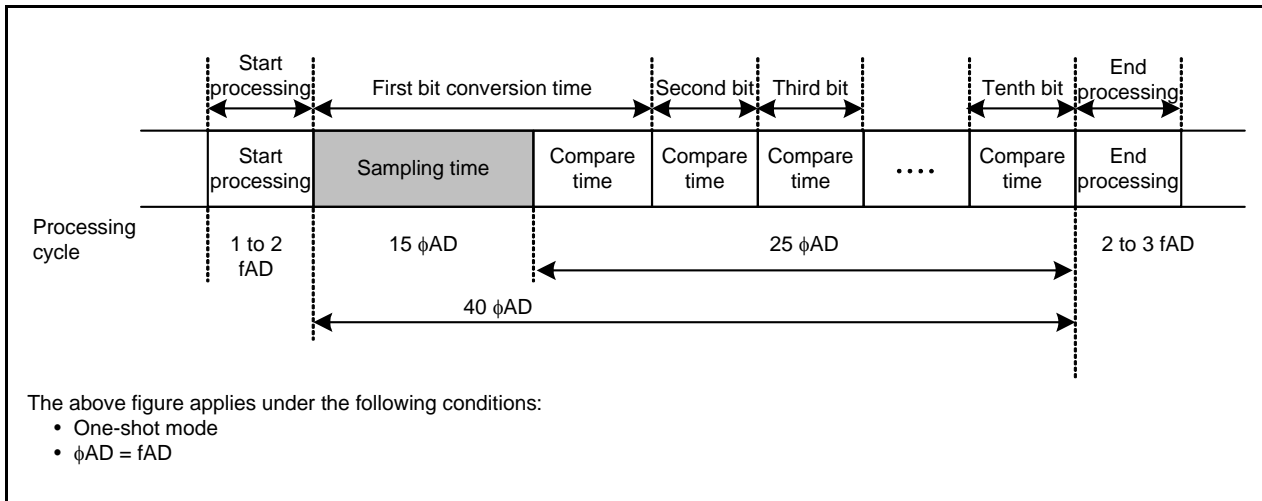 Start
processing
First bit conversion time
Second bit
Third bit
Tenth bit
End
processing
Start
processing
Sampling time
Compare
time
Compare
time
Compare
time
....
Compare
time
End
processing
Processing
cycle
1 to 2
fAD
15 ϕAD
25 ϕAD
2 to 3 fAD
40 ϕAD
The above figure applies under the following conditions:
• One-shot mode
• ϕAD = fAD